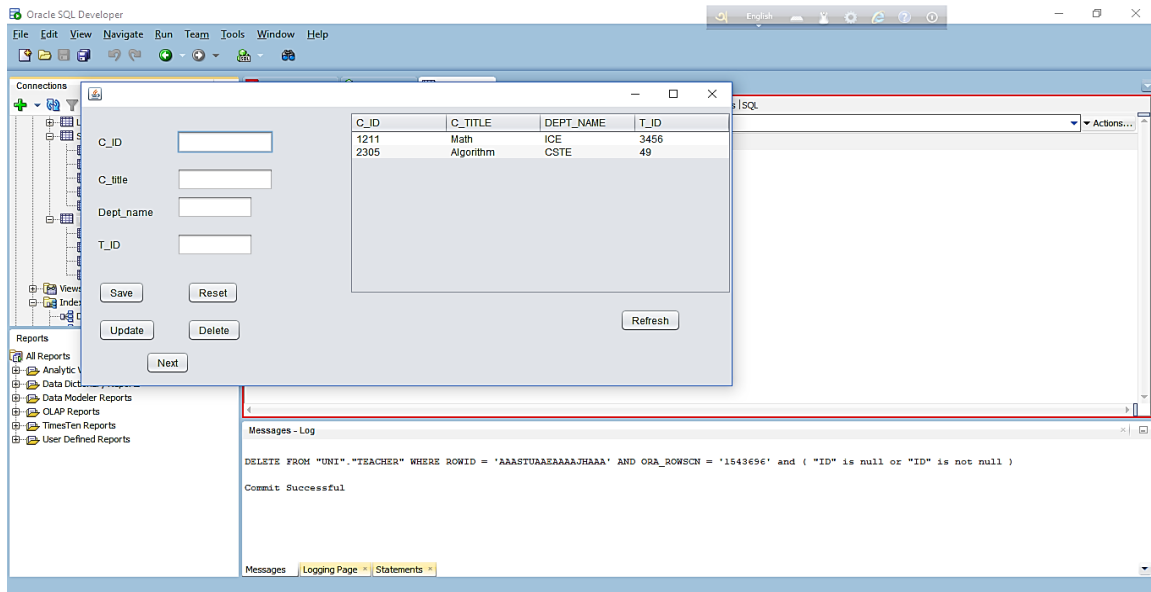 Oracle SQL Developer
English
File Edit View Navigate Run Team Tools Window Help
Connections
SQL
Actions...
C_ID
C_title
Dept_name
T_ID
Save Reset
Update Delete
Next
C_ID C_TITLE DEPT_NAME T_ID
1211 Math ICE 3456
2305 Algorithm CSTE 49
Refresh
Views
Reports
All Reports
Analytic
Data Modeler Reports
OLAP Reports
TimesTen Reports
User Defined Reports
Messages - Log
DELETE FROM "UNI"."TEACHER" WHERE ROWID = 'AAASTUAAEAAAAJHAAA' AND ORA_ROWSCN = '1543696' and ( "ID" is null or "ID" is not null )
Commit Successful
Messages Logging Page × Statements ×